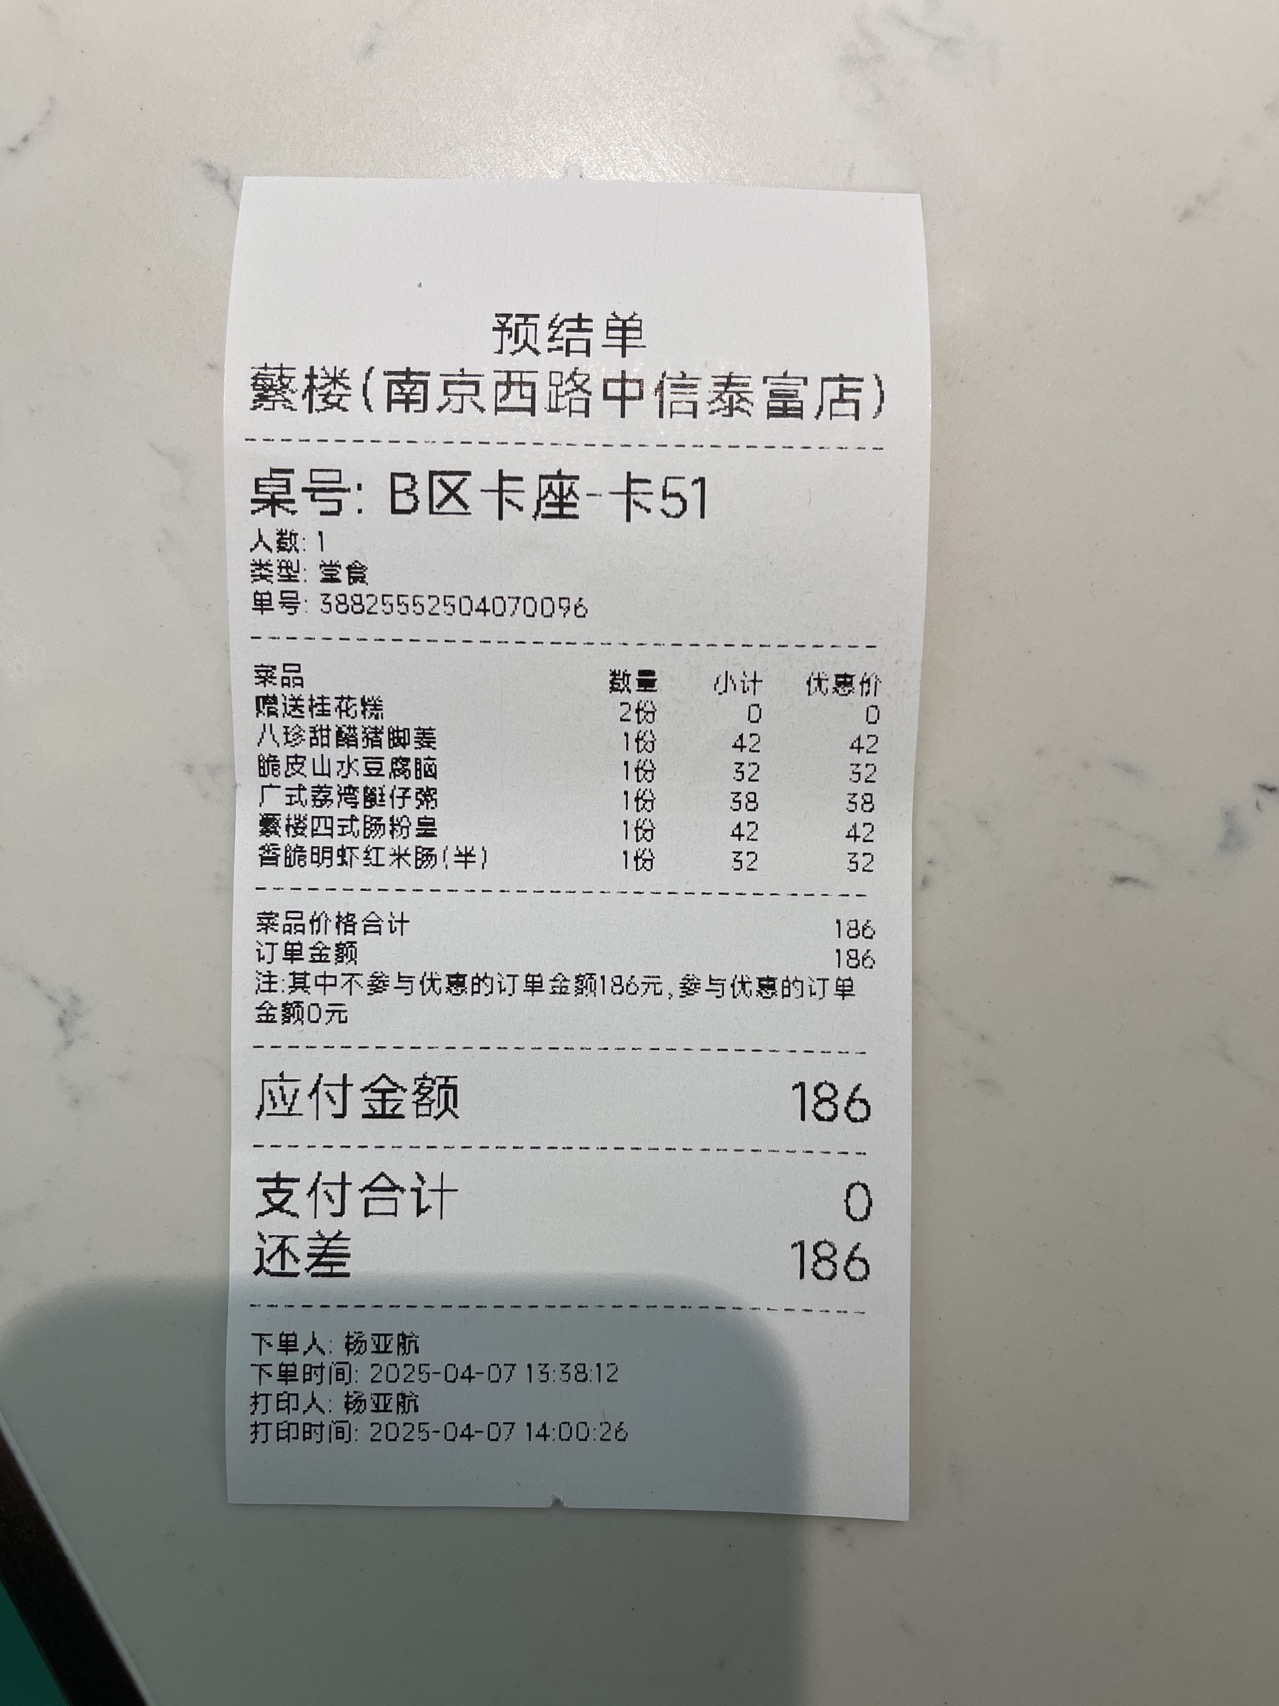 预结单
蘩楼(南京西路中信泰富店)
桌号: B区卡座-卡51
人数: 1
类型: 堂食
单号: 38825552504070096
菜品 数量 小计 优惠价
赠送桂花糕 2份 0 0
八珍甜醋猪脚姜 1份 42 42
脆皮山水豆腐脑 1份 32 32
广式荔湾艇仔粥 1份 38 38
蘩楼四式肠粉皇 1份 42 42
香脆明虾红米肠(半) 1份 32 32
菜品价格合计 186
订单金额 186
注:其中不参与优惠的订单金额186元,参与优惠的订单
金额0元
应付金额 186
支付合计 0
还差 186
下单人: 杨亚航
下单时间: 2025-04-07 13:38:12
打印人: 杨亚航
打印时间: 2025-04-07 14:00:26